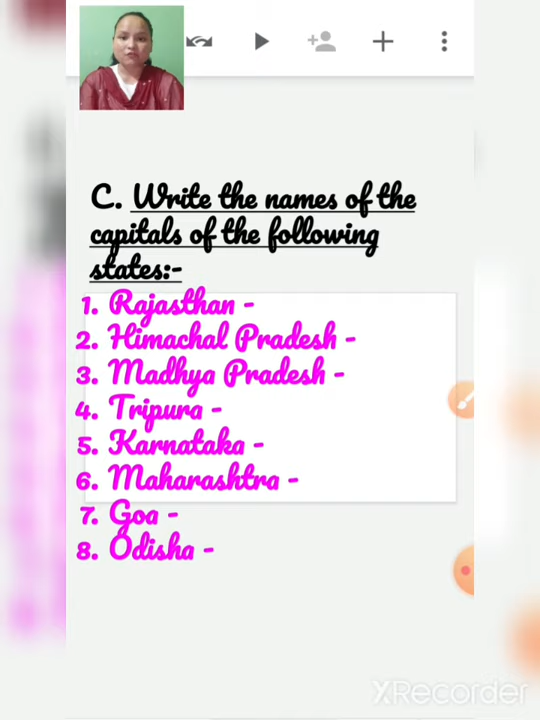 C. Write the names of the
capitals of the following
states:-
1. Rajasthan -
2. Himachal Pradesh -
3. Madhya Pradesh -
4. Tripura -
5. Karnataka -
6. Maharashtra -
7. Goa -
8. Odisha -
XRecorder